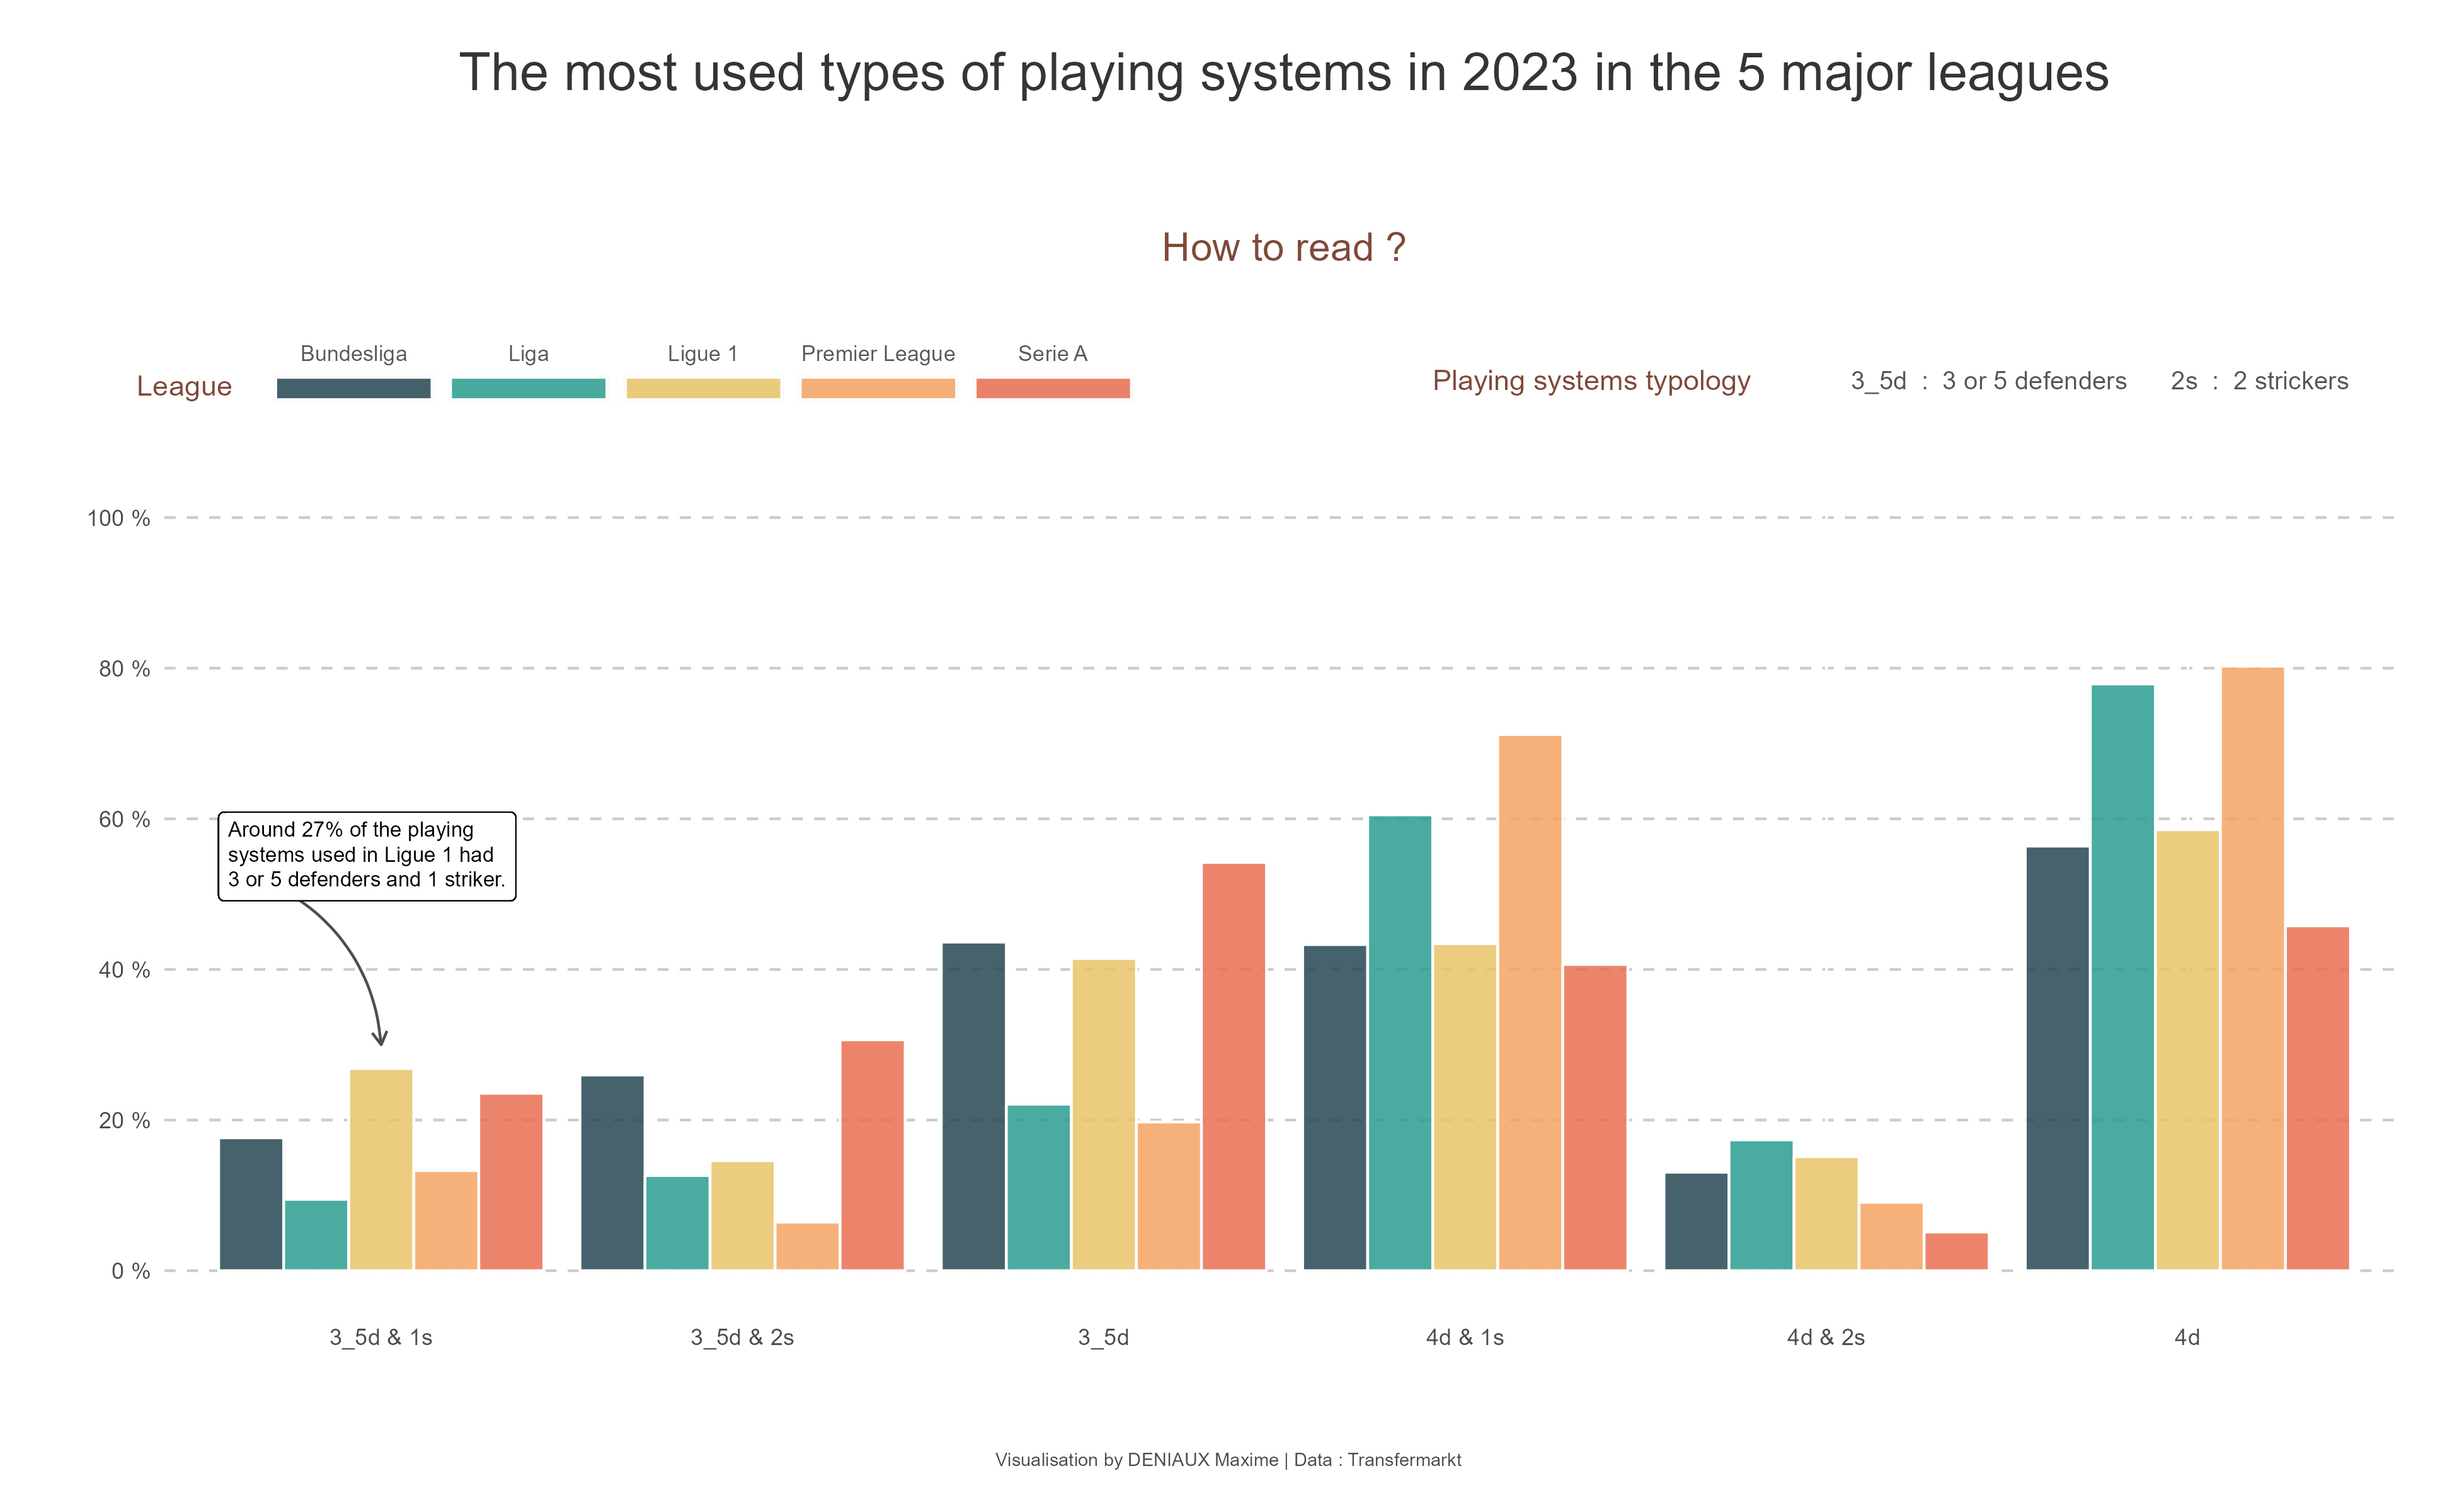 The most used types of playing systems in 2023 in the 5 major leagues
How to read ?
League
Bundesliga
Liga
Ligue 1
Premier League
Serie A
Playing systems typology
3_5d : 3 or 5 defenders
2s : 2 strickers
100 %
80 %
60 %
40 %
20 %
0 %
Around 27% of the playing
systems used in Ligue 1 had
3 or 5 defenders and 1 striker.
3_5d & 1s
3_5d & 2s
3_5d
4d & 1s
4d & 2s
4d
Visualisation by DENIAUX Maxime | Data : Transfermarkt